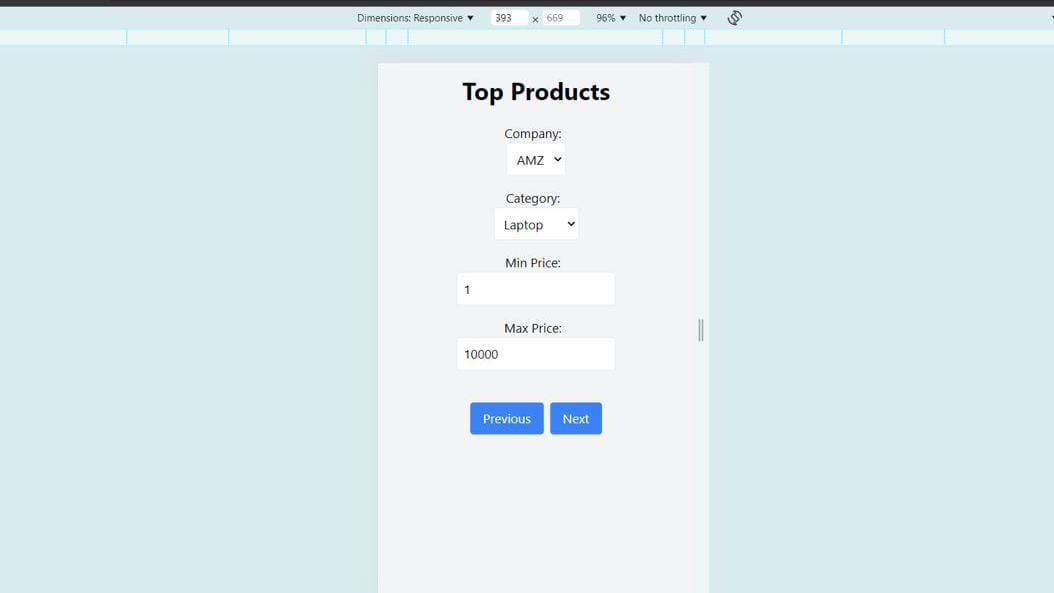 Dimensions: Responsive ▼ 393 × 669 96% ▼ No throttling ▼
Top Products
Company:
AMZ
Category:
Laptop
Min Price:
1
Max Price:
10000
Previous Next